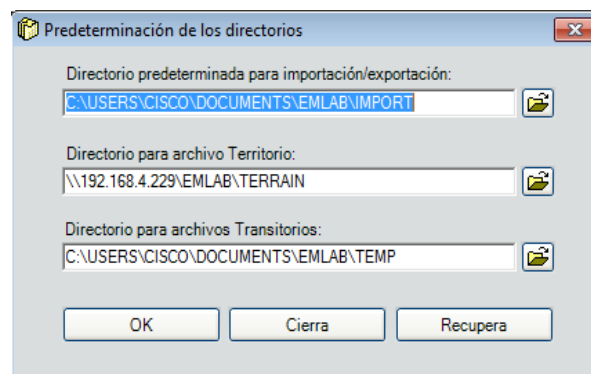 Predeterminación de los directorios
Directorio predeterminada para importación/exportación:
C:\USERS\CISCO\DOCUMENTS\EMLAB\IMPORT
Directorio para archivo Territorio:
\\192.168.4.229\EMLAB\TERRAIN
Directorio para archivos Transitorios:
C:\USERS\CISCO\DOCUMENTS\EMLAB\TEMP
OK Cierra Recupera